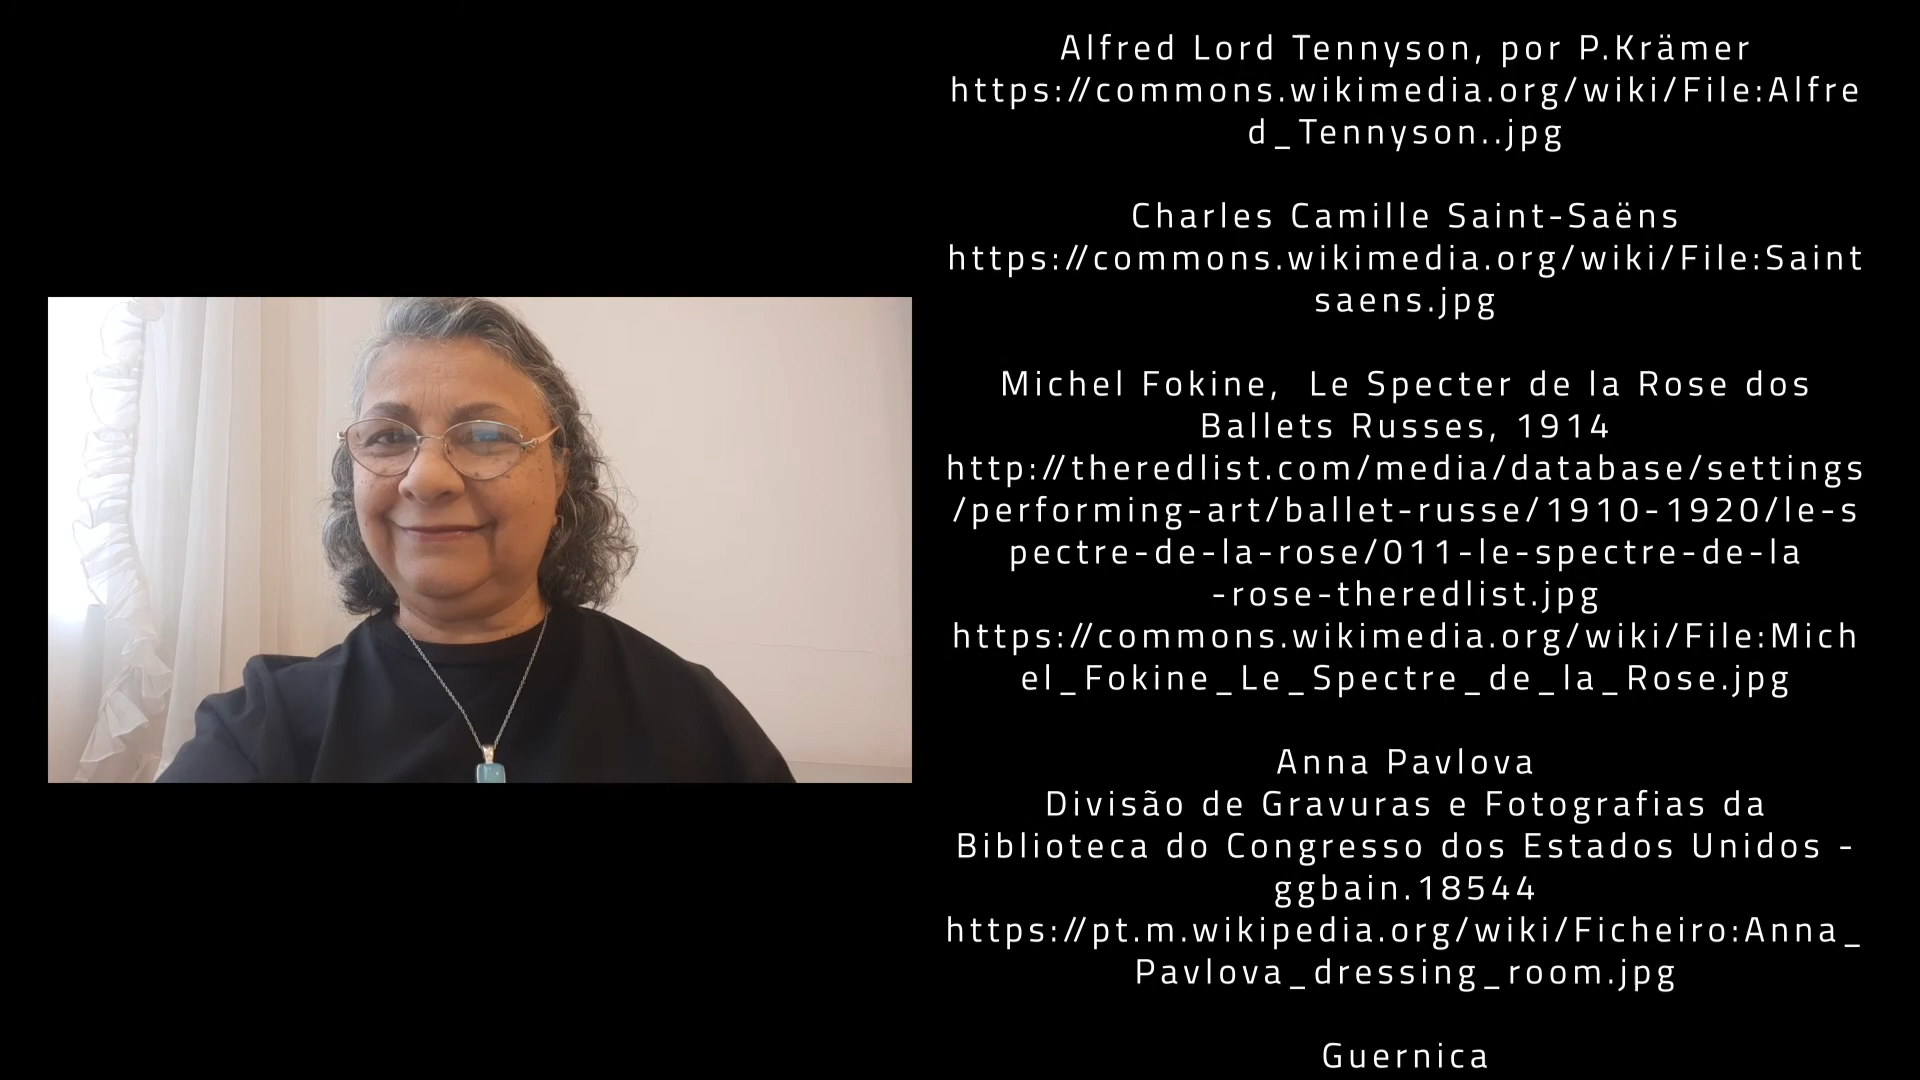 Alfred Lord Tennyson, por P.Krämer
https://commons.wikimedia.org/wiki/File:Alfre
d_Tennyson..jpg
Charles Camille Saint-Saëns
https://commons.wikimedia.org/wiki/File:Saint
saens.jpg
Michel Fokine,  Le Specter de la Rose dos
Ballets Russes, 1914
http://theredlist.com/media/database/settings
/performing-art/ballet-russe/1910-1920/le-s
pectre-de-la-rose/011-le-spectre-de-la
-rose-theredlist.jpg
https://commons.wikimedia.org/wiki/File:Mich
el_Fokine_Le_Spectre_de_la_Rose.jpg
Anna Pavlova
Divisão de Gravuras e Fotografias da
Biblioteca do Congresso dos Estados Unidos -
ggbain.18544
https://pt.m.wikipedia.org/wiki/Ficheiro:Anna_
Pavlova_dressing_room.jpg
Guernica